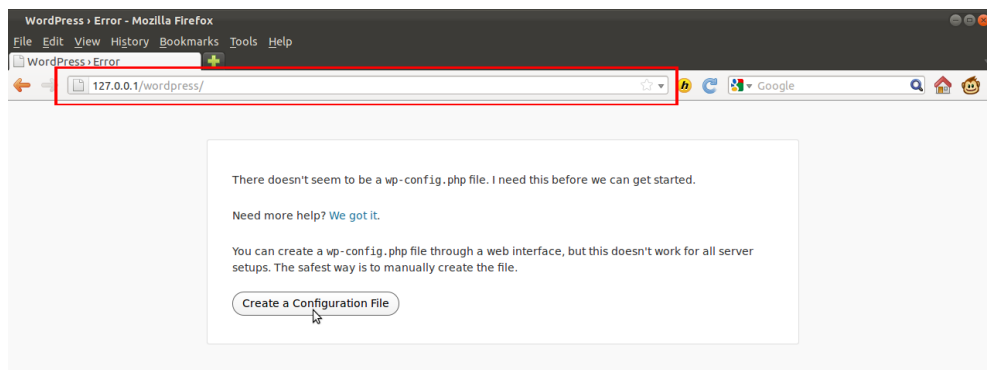 WordPress › Error - Mozilla Firefox
File Edit View History Bookmarks Tools Help
WordPress › Error
127.0.0.1/wordpress/
h
Google
There doesn't seem to be a wp-config.php file. I need this before we can get started.
Need more help? We got it.
You can create a wp-config.php file through a web interface, but this doesn't work for all server
setups. The safest way is to manually create the file.
Create a Configuration File